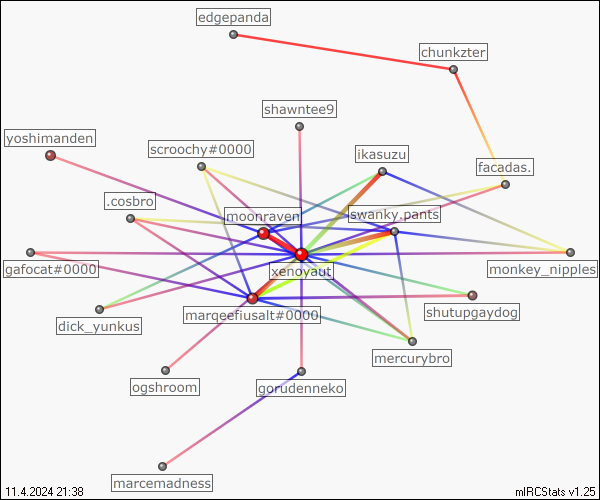 edgepanda
chunkzter
shawntee9
yoshimanden
scroochy#0000
ikasuzu
facadas.
.cosbro
moonraven
swanky.pants
xenoyaut
gafocat#0000
monkey_nipples
marqeefiusalt#0000
shutupgaydog
dick_yunkus
mercurybro
ogshroom
gorudenneko
marcemadness
11.4.2024 21:38
mIRCStats v1.25